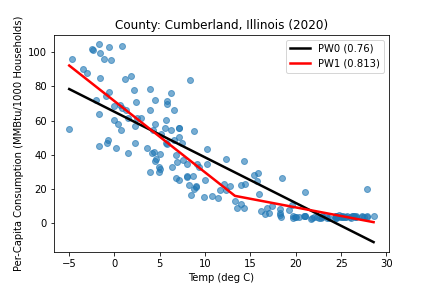 County: Cumberland, Illinois (2020)
PW0 (0.76)
PW1 (0.813)
Per-Capita Consumption (MMBtu/1000 Households)
100
80
60
40
20
0
−5 0 5 10 15 20 25 30
Temp (deg C)